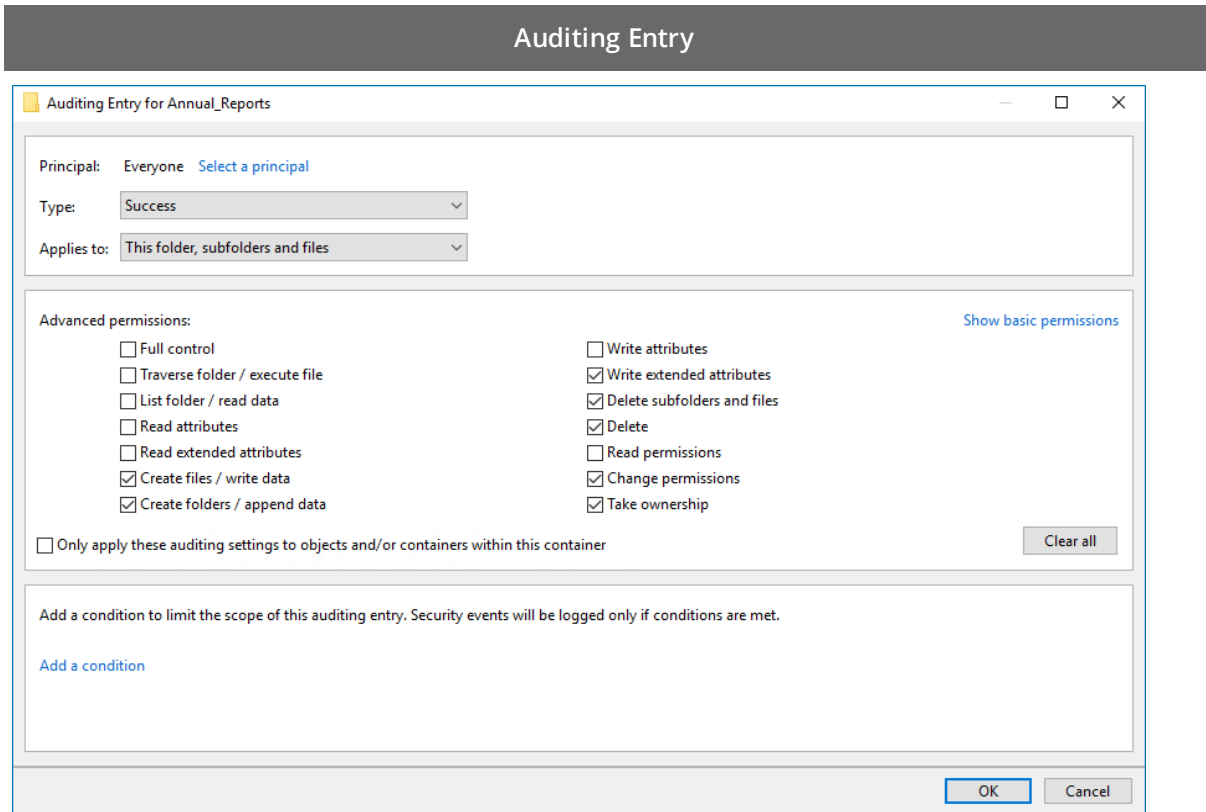 Auditing Entry
Auditing Entry for Annual_Reports
Principal: Everyone Select a principal
Type: Success
Applies to: This folder, subfolders and files
Advanced permissions: Show basic permissions
Full control Write attributes
Traverse folder / execute file Write extended attributes
List folder / read data Delete subfolders and files
Read attributes Delete
Read extended attributes Read permissions
Create files / write data Change permissions
Create folders / append data Take ownership
Only apply these auditing settings to objects and/or containers within this container Clear all
Add a condition to limit the scope of this auditing entry. Security events will be logged only if conditions are met.
Add a condition
OK Cancel